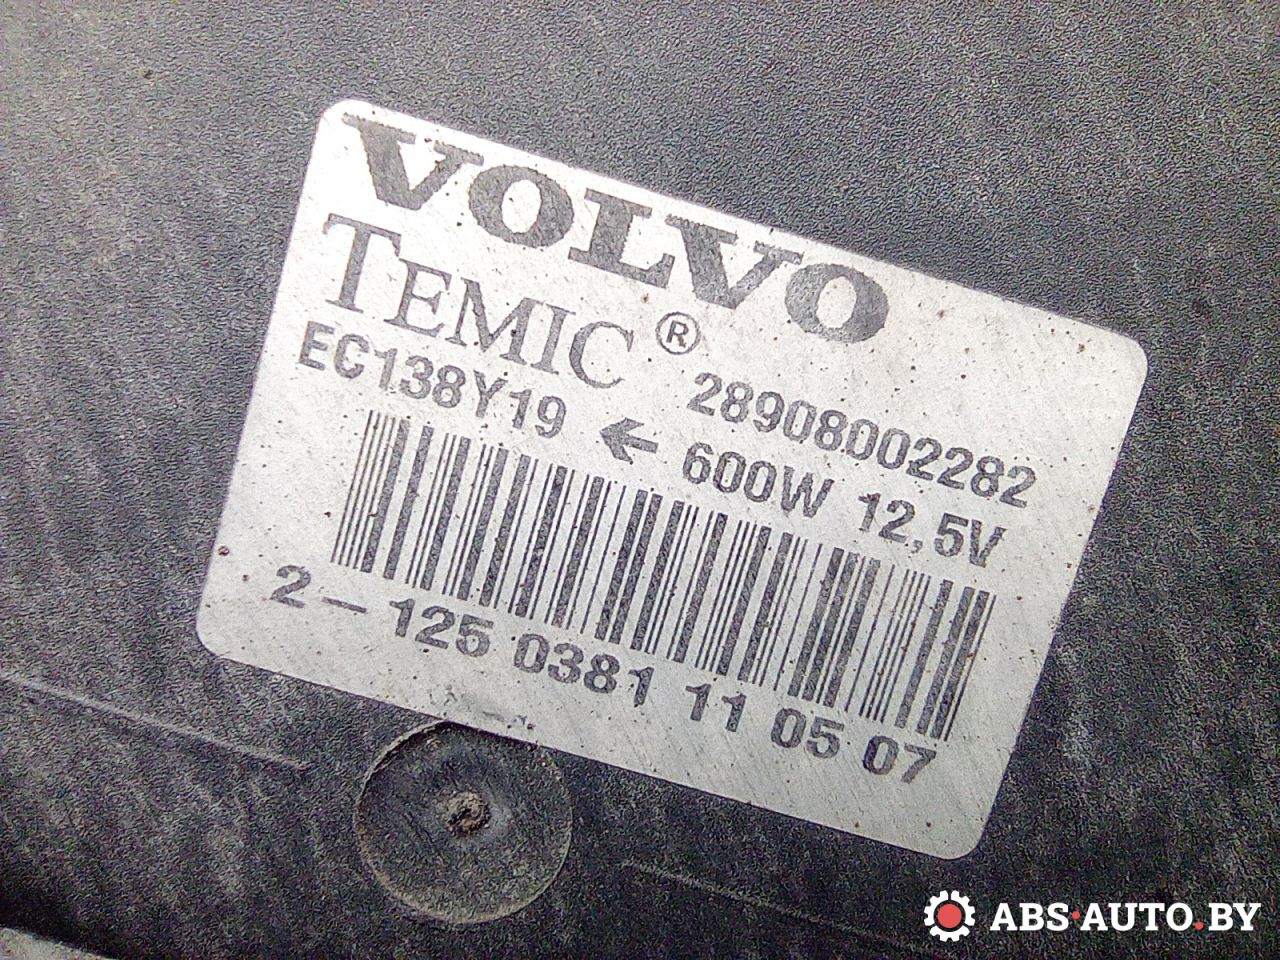 VOLVO
TEMIC®
28908002282
EC138Y19 ← 600W 12,5V
2-125 0381 11 05 07
ABS·AUTO.BY